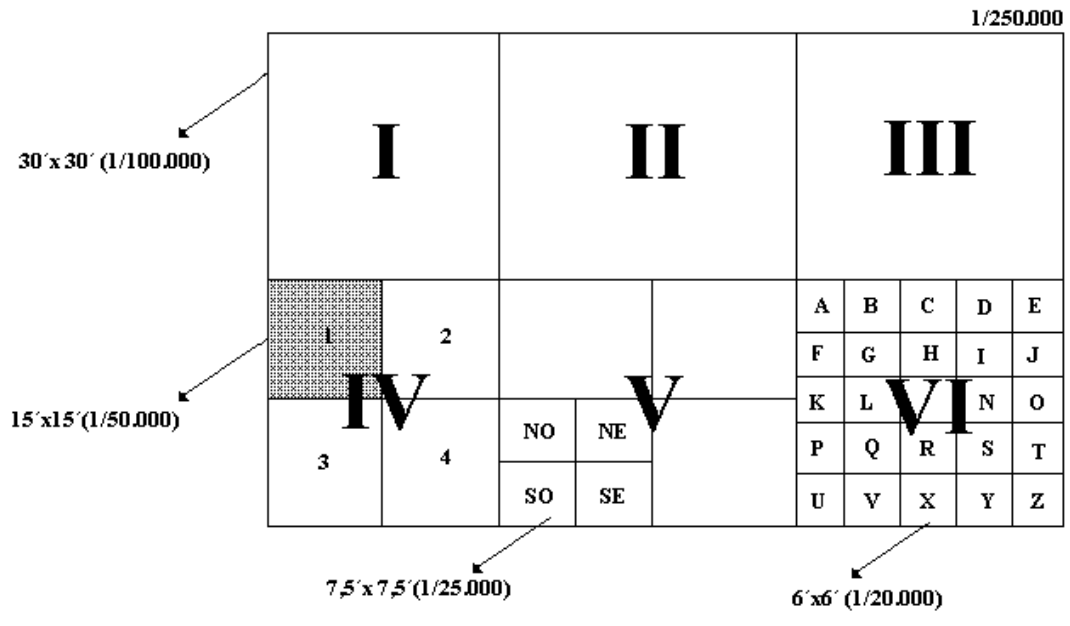 1/250.000
I II III
30´x 30´ (1/100.000)
A B C D E
1 2
F G H I J
IV V VI
K L N O
15´x15´(1/50.000)
NO NE
P Q R S T
3 4
SO SE
U V X Y Z
7,5´x 7,5´(1/25.000)
6´x6´ (1/20.000)